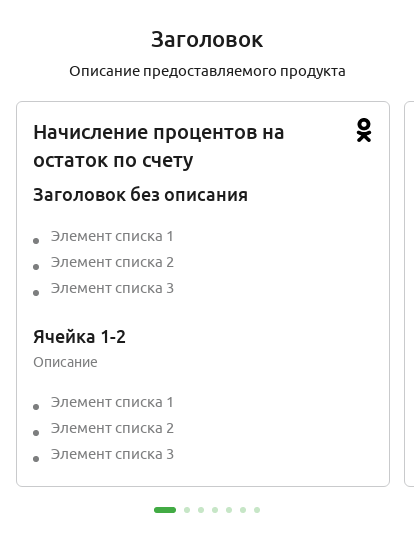 Заголовок
Описание предоставляемого продукта
Начисление процентов на
остаток по счету
Заголовок без описания
Элемент списка 1
Элемент списка 2
Элемент списка 3
Ячейка 1-2
Описание
Элемент списка 1
Элемент списка 2
Элемент списка 3